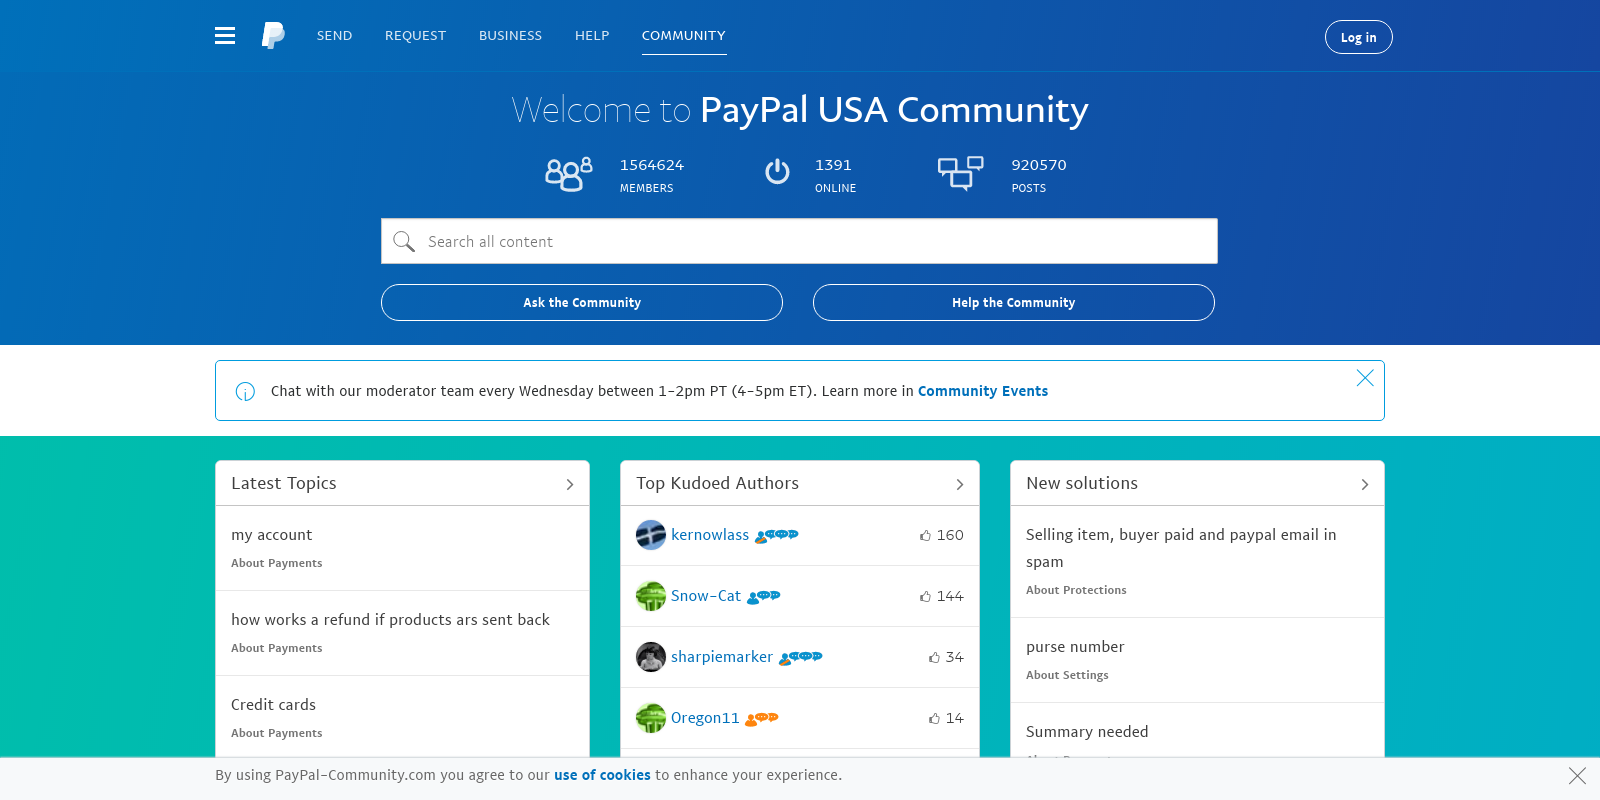 SEND REQUEST BUSINESS HELP COMMUNITY Log in
Welcome to PayPal USA Community
1564624 1391 920570
MEMBERS ONLINE POSTS
Search all content
Ask the Community Help the Community
Chat with our moderator team every Wednesday between 1-2pm PT (4-5pm ET). Learn more in Community Events
Latest Topics
my account
About Payments
how works a refund if products ars sent back
About Payments
Credit cards
About Payments
Top Kudoed Authors
kernowlass 160
Snow-Cat 144
sharpiemarker 34
Oregon11 14
New solutions
Selling item, buyer paid and paypal email in
spam
About Protections
purse number
About Settings
Summary needed
By using PayPal-Community.com you agree to our use of cookies to enhance your experience.